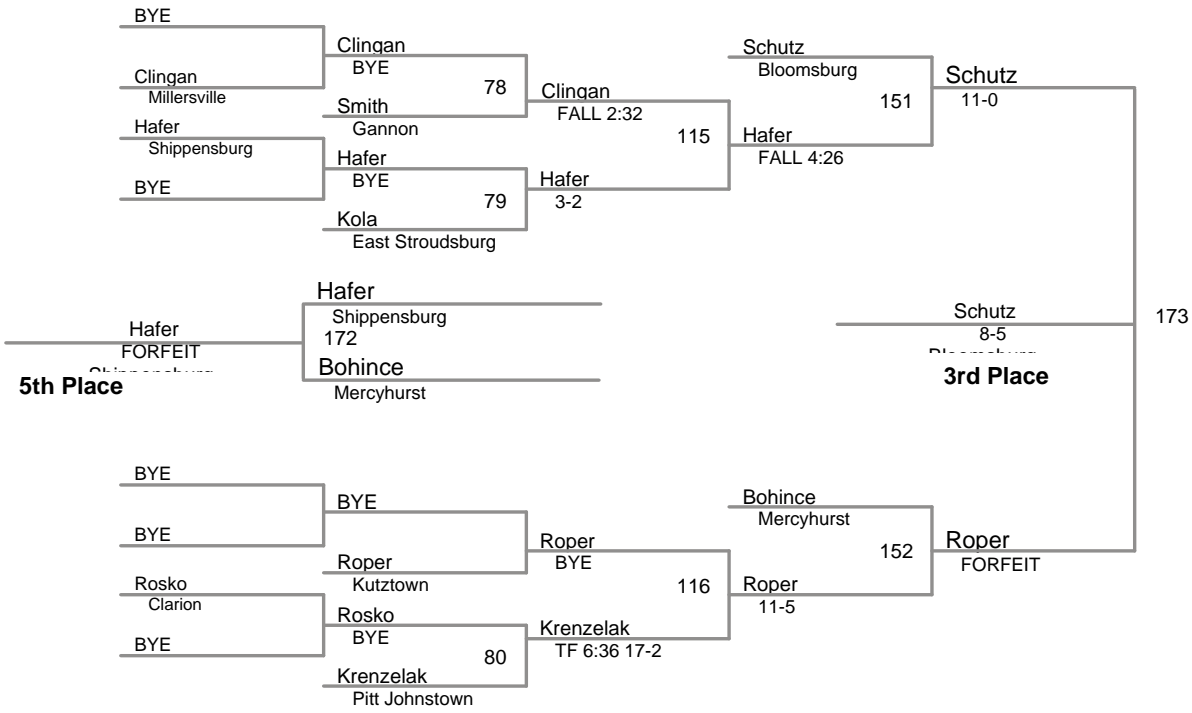 BYE
Clingan
BYE
Clingan
Millersville
78
Smith
Gannon
Clingan
FALL 2:32
Hafer
Shippensburg
Hafer
BYE
BYE
79
Kola
East Stroudsburg
Hafer
3-2
115
Schutz
Bloomsburg
151
Hafer
FALL 4:26
Schutz
11-0
Hafer
Shippensburg
172
Bohince
Mercyhurst
Hafer
FORFEIT
5th Place
Schutz
8-5
3rd Place
173
BYE
BYE
BYE
Roper
Kutztown
Roper
BYE
Rosko
Clarion
Rosko
BYE
BYE
80
Krenzelak
Pitt Johnstown
Krenzelak
TF 6:36 17-2
116
Bohince
Mercyhurst
152
Roper
11-5
Roper
FORFEIT